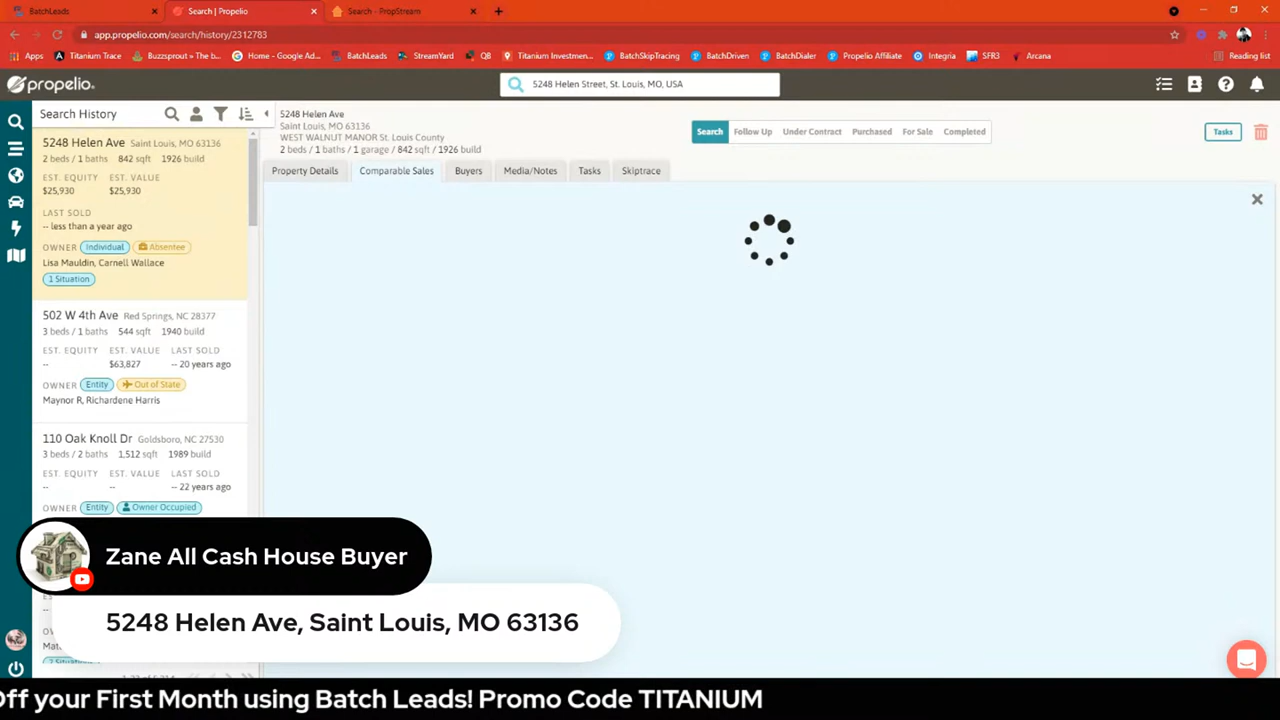 BatchLeads
Search | Propelio
Search - PropStream
app.propelio.com/search/history/2312783
Apps
Titanium Trace
Buzzsprout » The b...
Home - Google Ad...
BatchLeads
StreamYard
QB
Titanium Investmen...
BatchSkipTracing
BatchDriven
BatchDialer
Propelio Affiliate
Integria
SFR3
Arcana
Reading list
propelio
5248 Helen Street, St. Louis, MO, USA
Search History
5248 Helen Ave Saint Louis, MO 63136
2 beds / 1 baths 842 sqft 1926 build
EST. EQUITY EST. VALUE
$25,930 $25,930
LAST SOLD
-- less than a year ago
OWNER Individual Absentee
Lisa Mauldin, Carnell Wallace
1 Situation
502 W 4th Ave Red Springs, NC 28377
3 beds / 1 baths 544 sqft 1940 build
EST. EQUITY EST. VALUE LAST SOLD
-- $63,827 -- 20 years ago
OWNER Entity Out of State
Maynor R, Richardene Harris
110 Oak Knoll Dr Goldsboro, NC 27530
3 beds / 2 baths 1,512 sqft 1989 build
EST. EQUITY EST. VALUE LAST SOLD
-- -- -- 22 years ago
OWNER Entity Owner Occupied
5248 Helen Ave
Saint Louis, MO 63136
WEST WALNUT MANOR St. Louis County
2 beds / 1 baths / 1 garage / 842 sqft / 1926 build
Search Follow Up Under Contract Purchased For Sale Completed
Tasks
Property Details Comparable Sales Buyers Media/Notes Tasks Skiptrace
Zane All Cash House Buyer
5248 Helen Ave, Saint Louis, MO 63136
Off your First Month using Batch Leads! Promo Code TITANIUM